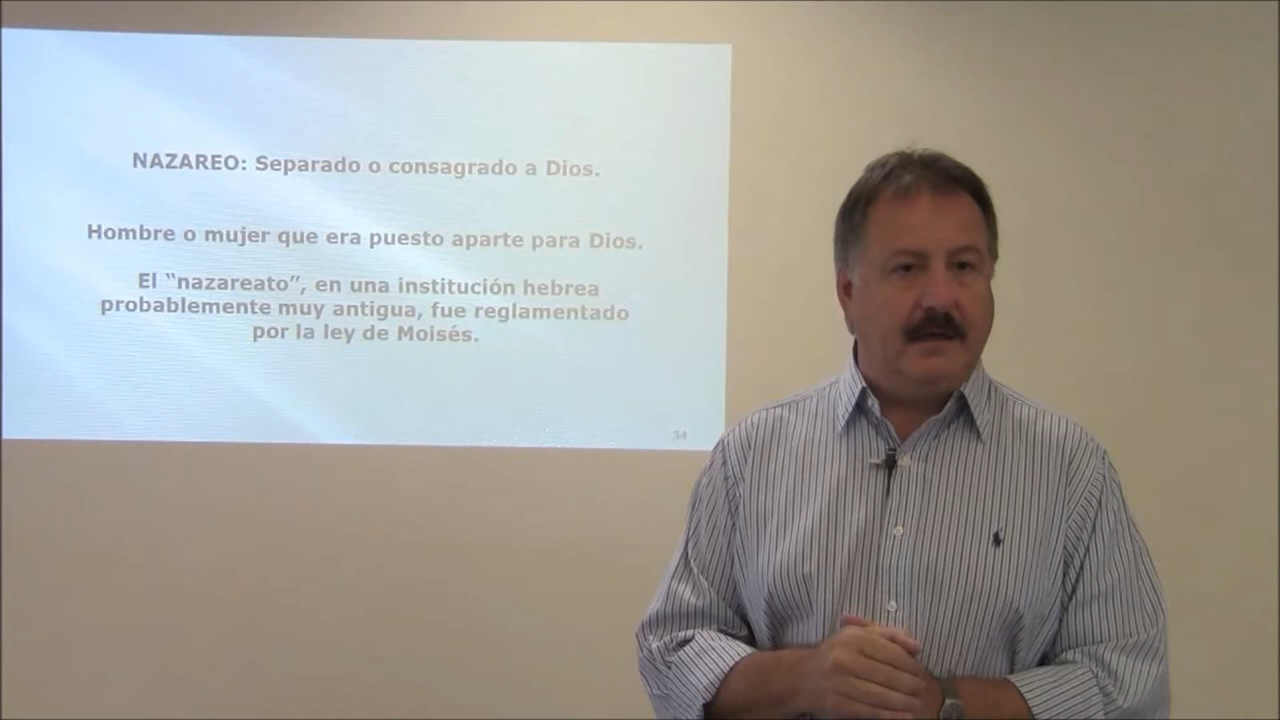 NAZAREO: Separado o consagrado a Dios.
Hombre o mujer que era puesto aparte para Dios.
El “nazareato”, en una institución hebrea
probablemente muy antigua, fue reglamentado
por la ley de Moisés.
34